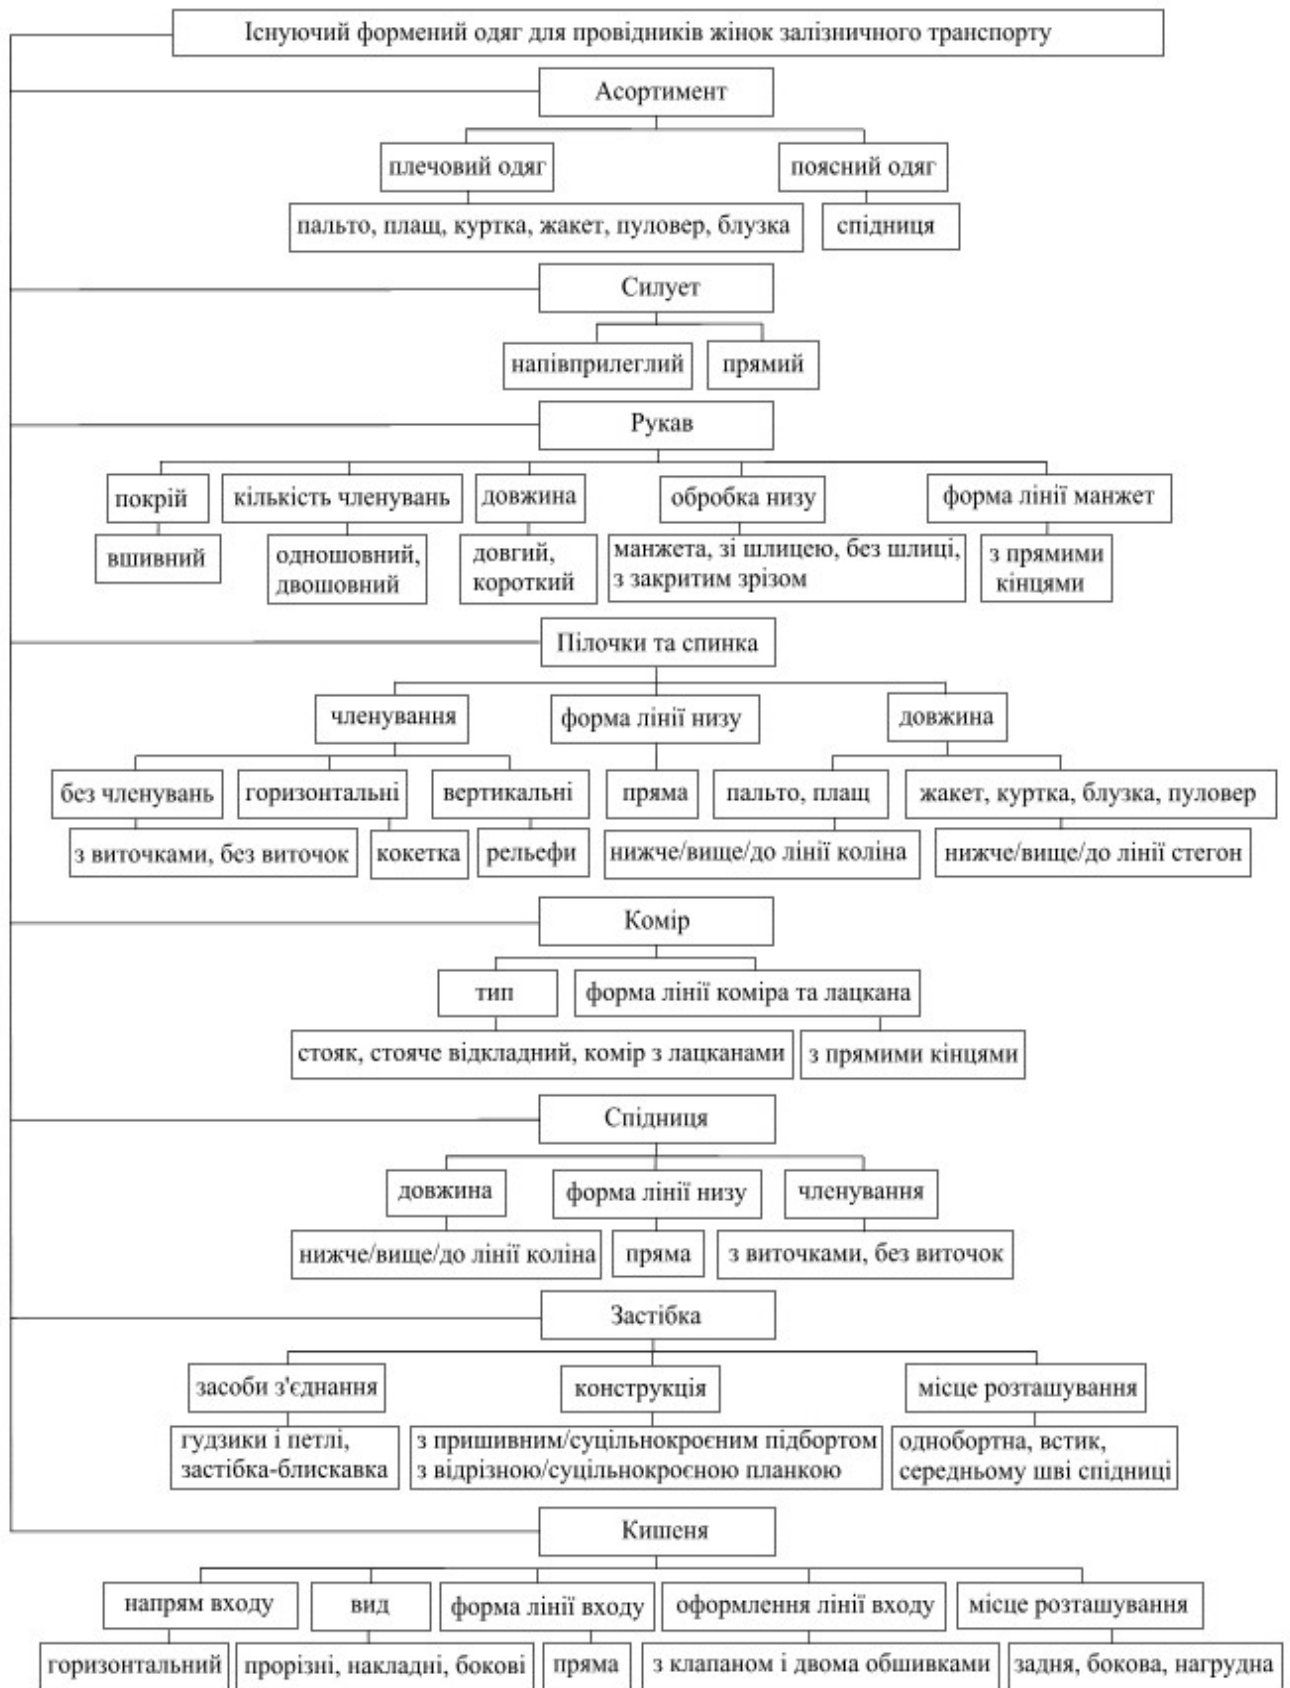 Існуючий формений одяг для провідників жінок залізничного транспорту
Асортимент
плечовий одяг
поясний одяг
пальто, плащ, куртка, жакет, пуловер, блузка
спідниця
Силует
напівприлеглий
прямий
Рукав
покрій
кількість членувань
довжина
обробка низу
форма лінії манжет
вшивний
одношовний,
двошовний
довгий,
короткий
манжета, зі шлицею, без шлиці,
з закритим зрізом
з прямими
кінцями
Пілочки та спинка
членування
форма лінії низу
довжина
без членувань
горизонтальні
вертикальні
пряма
пальто, плащ
жакет, куртка, блузка, пуловер
з виточками, без виточок
кокетка
рельефи
нижче/вище/до лінії коліна
нижче/вище/до лінії стегон
Комір
тип
форма лінії коміра та лацкана
стояк, стояче відкладний, комір з лацканами
з прямими кінцями
Спідниця
довжина
форма лінії низу
членування
нижче/вище/до лінії коліна
пряма
з виточками, без виточок
Застібка
засоби з'єднання
конструкція
місце розташування
гудзики і петлі,
застібка-блискавка
з пришивним/суцільнокроєним підбортом
з відрізною/суцільнокроєною планкою
однобортна, встик,
середньому шві спідниці
Кишеня
напрям входу
вид
форма лінії входу
оформлення лінії входу
місце розташування
горизонтальний
прорізні, накладні, бокові
пряма
з клапаном і двома обшивками
задня, бокова, нагрудна